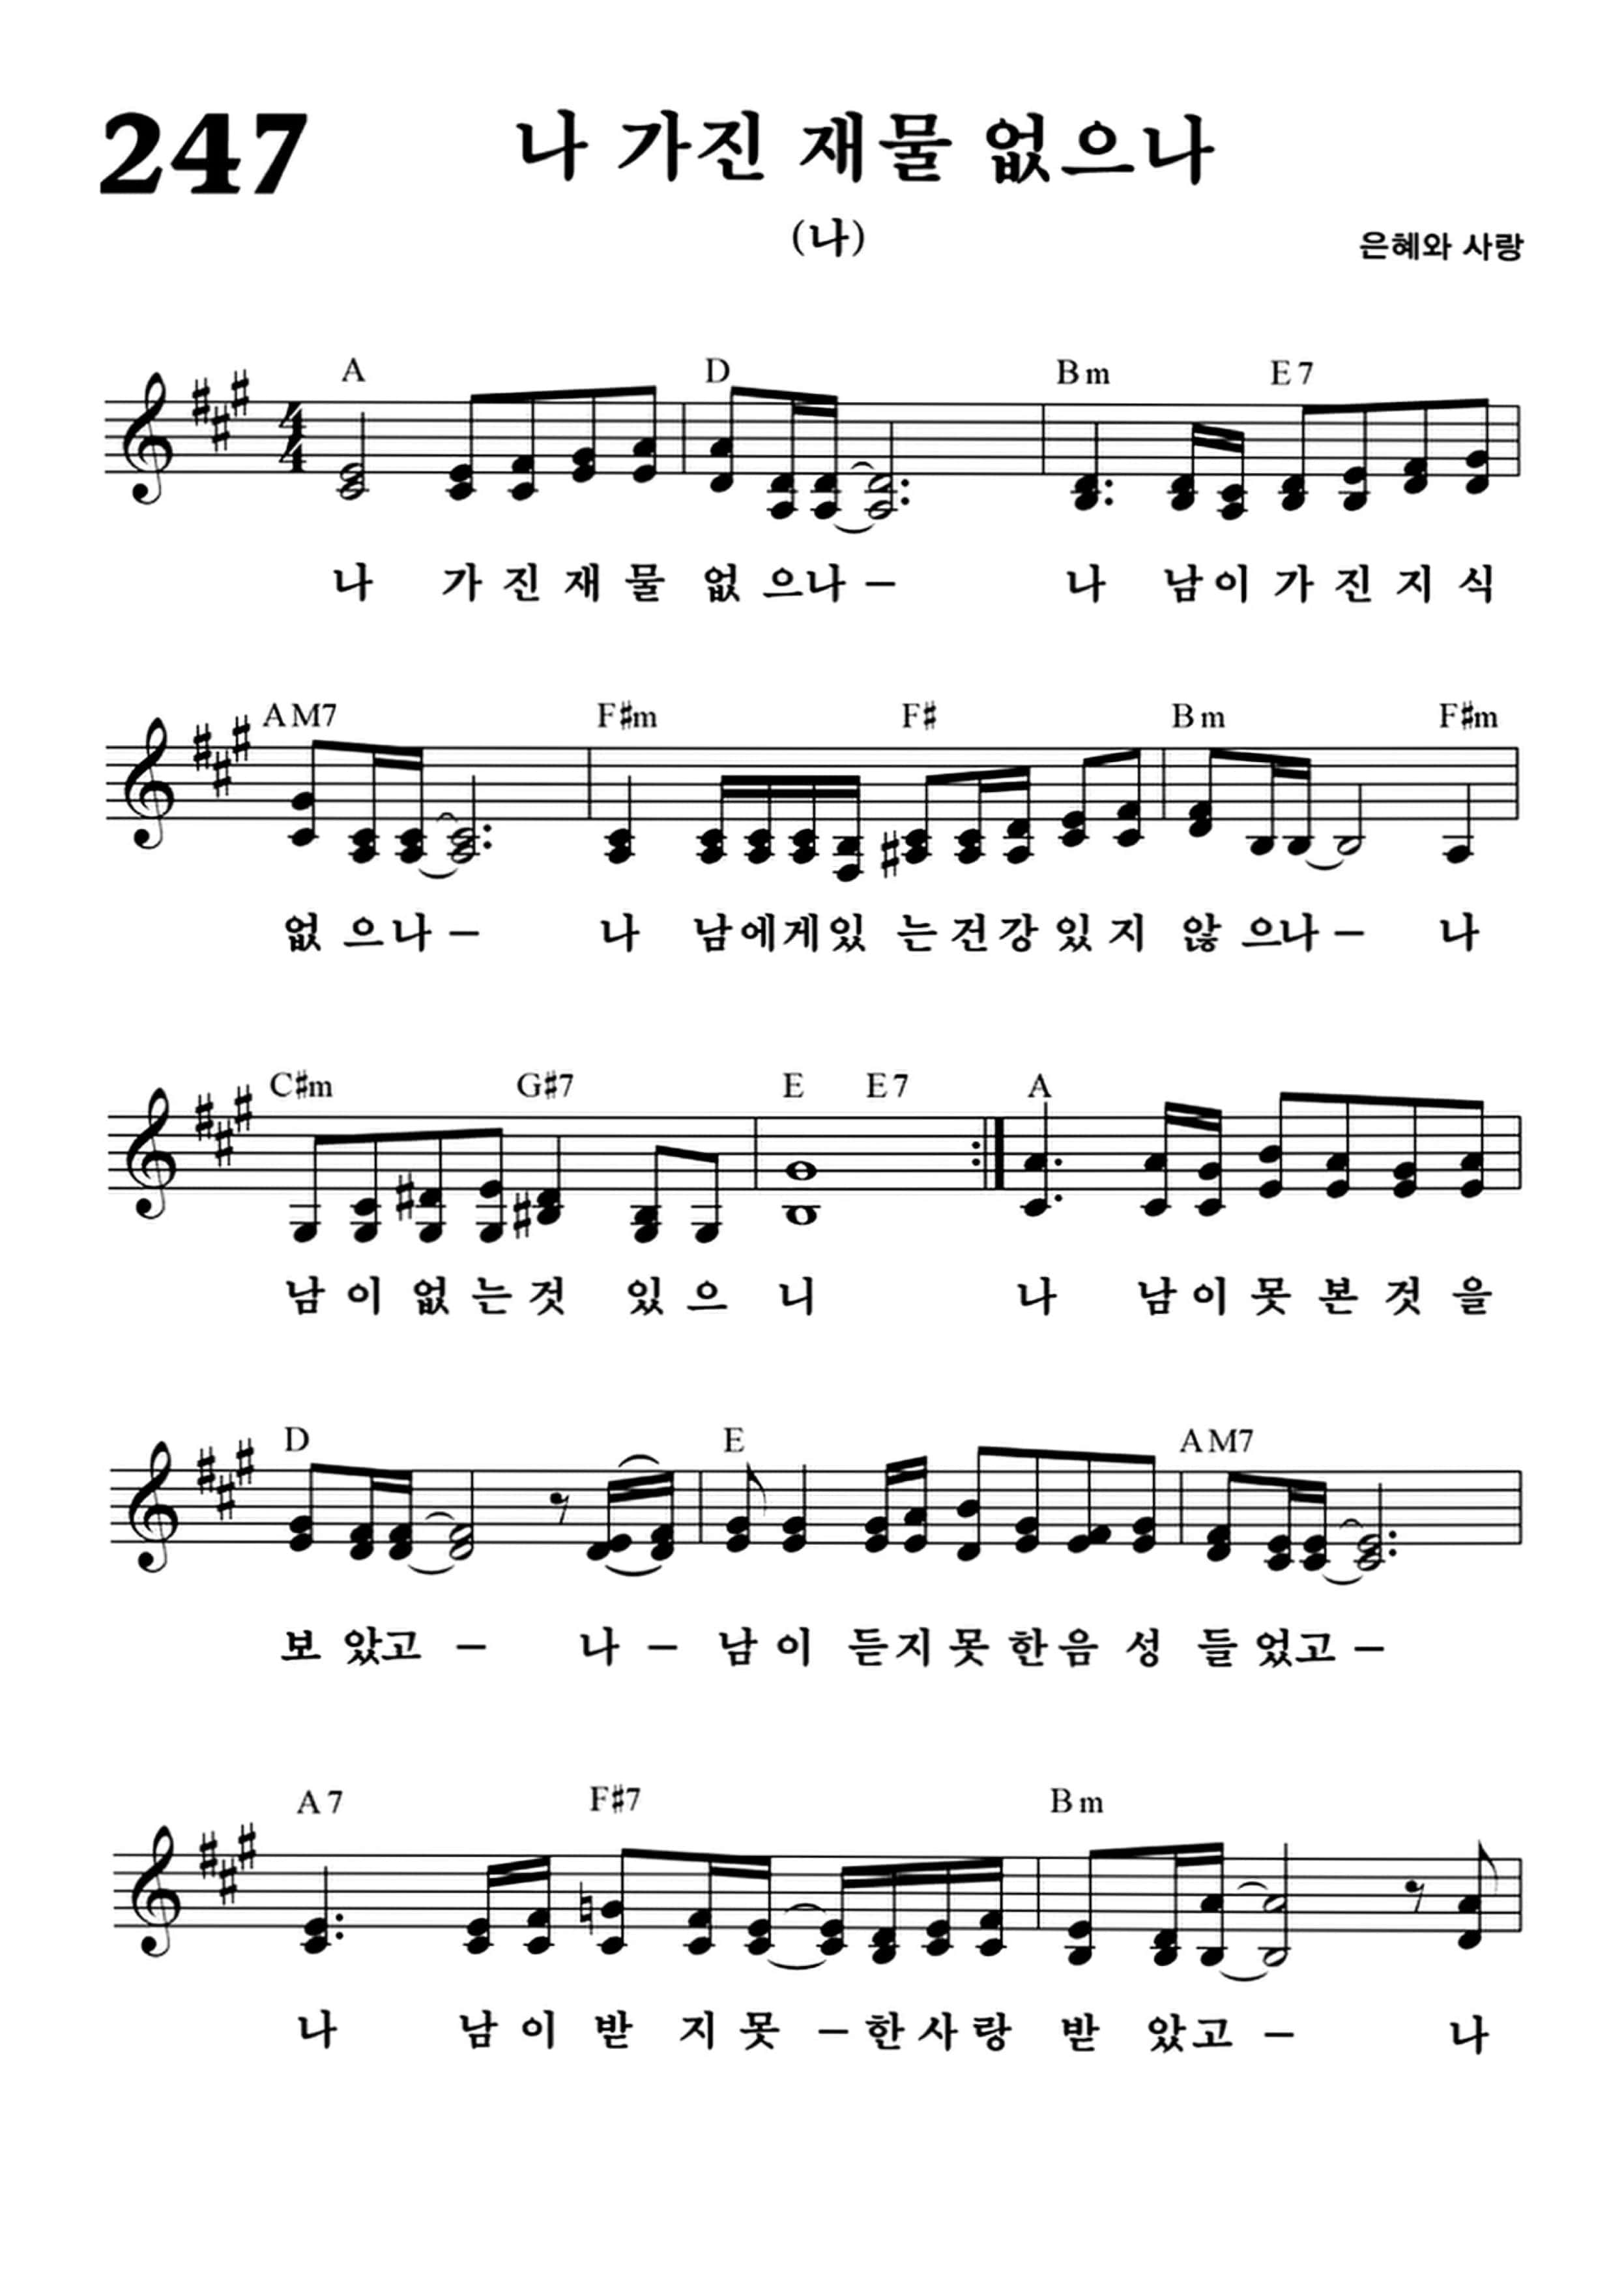 247
나 가진 재물 없으나
(나)
은혜와 사랑
A D Bm E7
4/4
나 가 진 재 물 없 으나 – 나 남이 가 진 지 식
AM7 F#m F# Bm F#m
없 으나 – 나 남에게있 는 건강 있 지 않 으나 – 나
C#m G#7 E E7 A
남 이 없 는 것 있 으 니 나 남이 못 본 것 을
D E AM7
보 았고 – 나 – 남 이 듣지 못 한 음 성 들 었고 –
A7 F#7 Bm
나 남 이 받 지 못 – 한 사 랑 받 았고 – 나